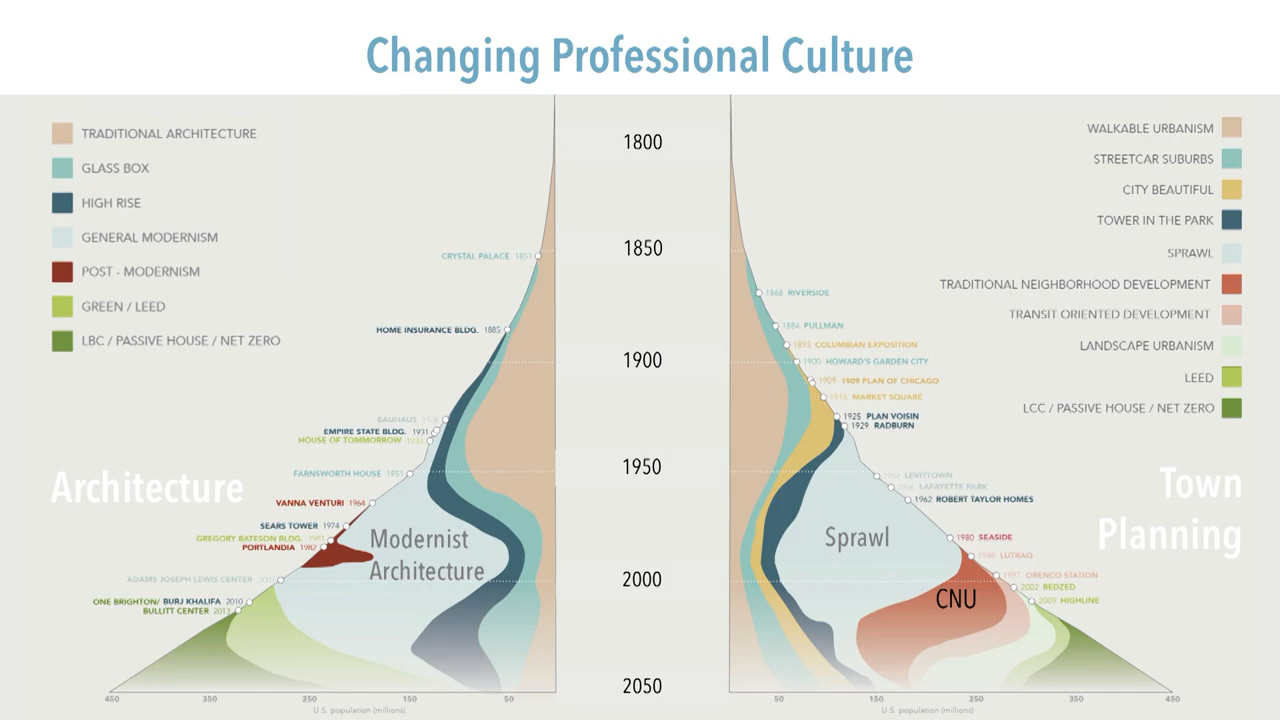 Changing Professional Culture
TRADITIONAL ARCHITECTURE
GLASS BOX
HIGH RISE
GENERAL MODERNISM
POST - MODERNISM
GREEN / LEED
LBC / PASSIVE HOUSE / NET ZERO
CRYSTAL PALACE 1851
HOME INSURANCE BLDG. 1885
BAUHAUS
EMPIRE STATE BLDG. 1931
HOUSE OF TOMMORROW 1933
FARNSWORTH HOUSE 1951
VANNA VENTURI 1964
SEARS TOWER 1974
GREGORY BATESON BLDG. 1981
PORTLANDIA 1982
ADAMS JOSEPH LEWIS CENTER
ONE BRIGHTON/ BURJ KHALIFA 2010
BULLITT CENTER 2013
Architecture
Modernist
Architecture
450
350
250
150
50
U.S. population (millions)
1800
1850
1900
1950
2000
2050
WALKABLE URBANISM
STREETCAR SUBURBS
CITY BEAUTIFUL
TOWER IN THE PARK
SPRAWL
TRADITIONAL NEIGHBORHOOD DEVELOPMENT
TRANSIT ORIENTED DEVELOPMENT
LANDSCAPE URBANISM
LEED
LCC / PASSIVE HOUSE / NET ZERO
1868 RIVERSIDE
1884 PULLMAN
1893 COLUMBIAN EXPOSITION
1900 HOWARD'S GARDEN CITY
1909 1909 PLAN OF CHICAGO
1916 MARKET SQUARE
1925 PLAN VOISIN
1929 RADBURN
LEVITTOWN
LAFAYETTE PARK
1962 ROBERT TAYLOR HOMES
1980 SEASIDE
1988 LUTRAQ
1997 ORENCO STATION
2002 BEDZED
2009 HIGHLINE
Town
Planning
Sprawl
CNU
50
150
250
350
450
U.S. population (millions)